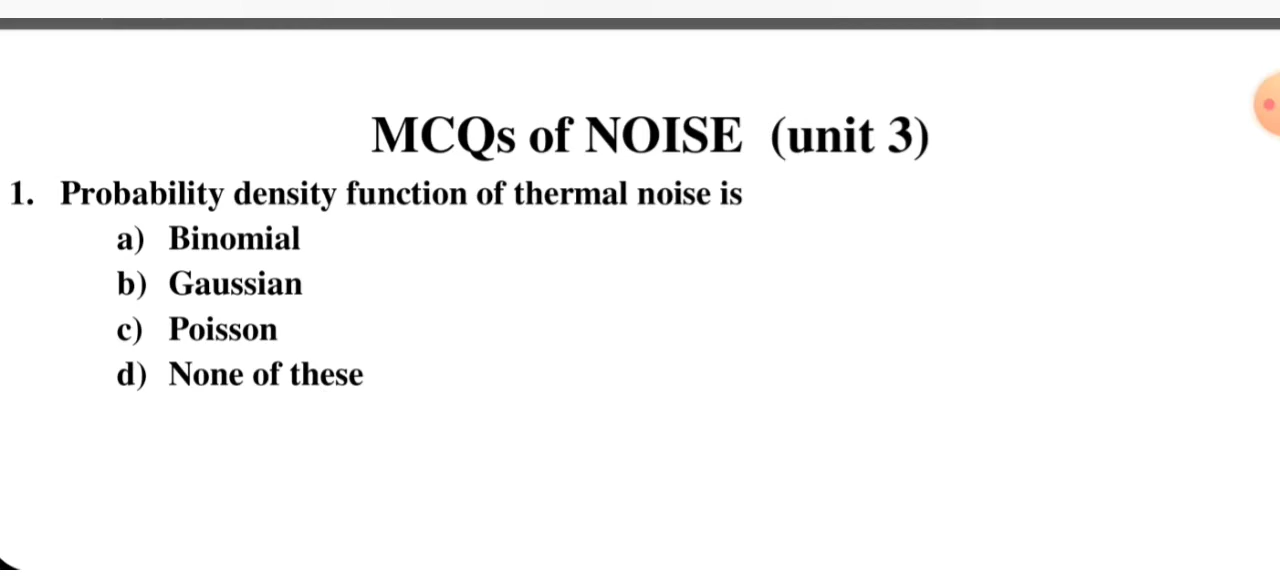 MCQs of NOISE (unit 3)
1. Probability density function of thermal noise is
a) Binomial
b) Gaussian
c) Poisson
d) None of these